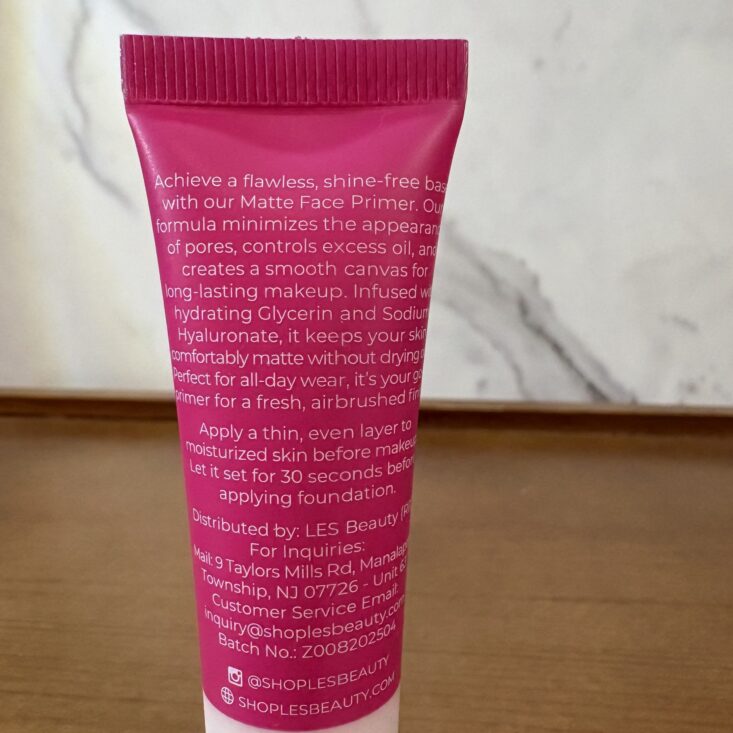 Achieve a flawless, shine-free bas
with our Matte Face Primer. Our
formula minimizes the appearan
of pores, controls excess oil, and
creates a smooth canvas for
long-lasting makeup. Infused wi
hydrating Glycerin and Sodium
Hyaluronate, it keeps your skin
comfortably matte without drying
Perfect for all-day wear, it's your go
primer for a fresh, airbrushed fin
Apply a thin, even layer to
moisturized skin before makeup
Let it set for 30 seconds befor
applying foundation.
Distributed by: LES Beauty
For Inquiries:
Mail: 9 Taylors Mills Rd, Manalap
Township, NJ 07726 - Unit
Customer Service Email:
inquiry@shoplesbeauty.com
Batch No.: Z008202504
@SHOPLESBEAUTY
SHOPLESBEAUTY.COM